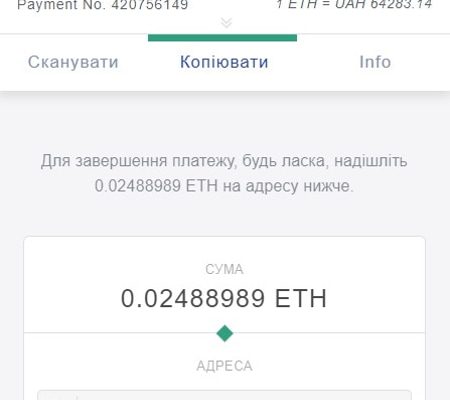 Payment No. 420756149
1 ETH = UAH 64283.14
Сканувати
Копіювати
Info
Для завершення платежу, будь ласка, надішліть
0.02488989 ETH на адресу нижче.
СУМА
0.02488989 ETH
АДРЕСА